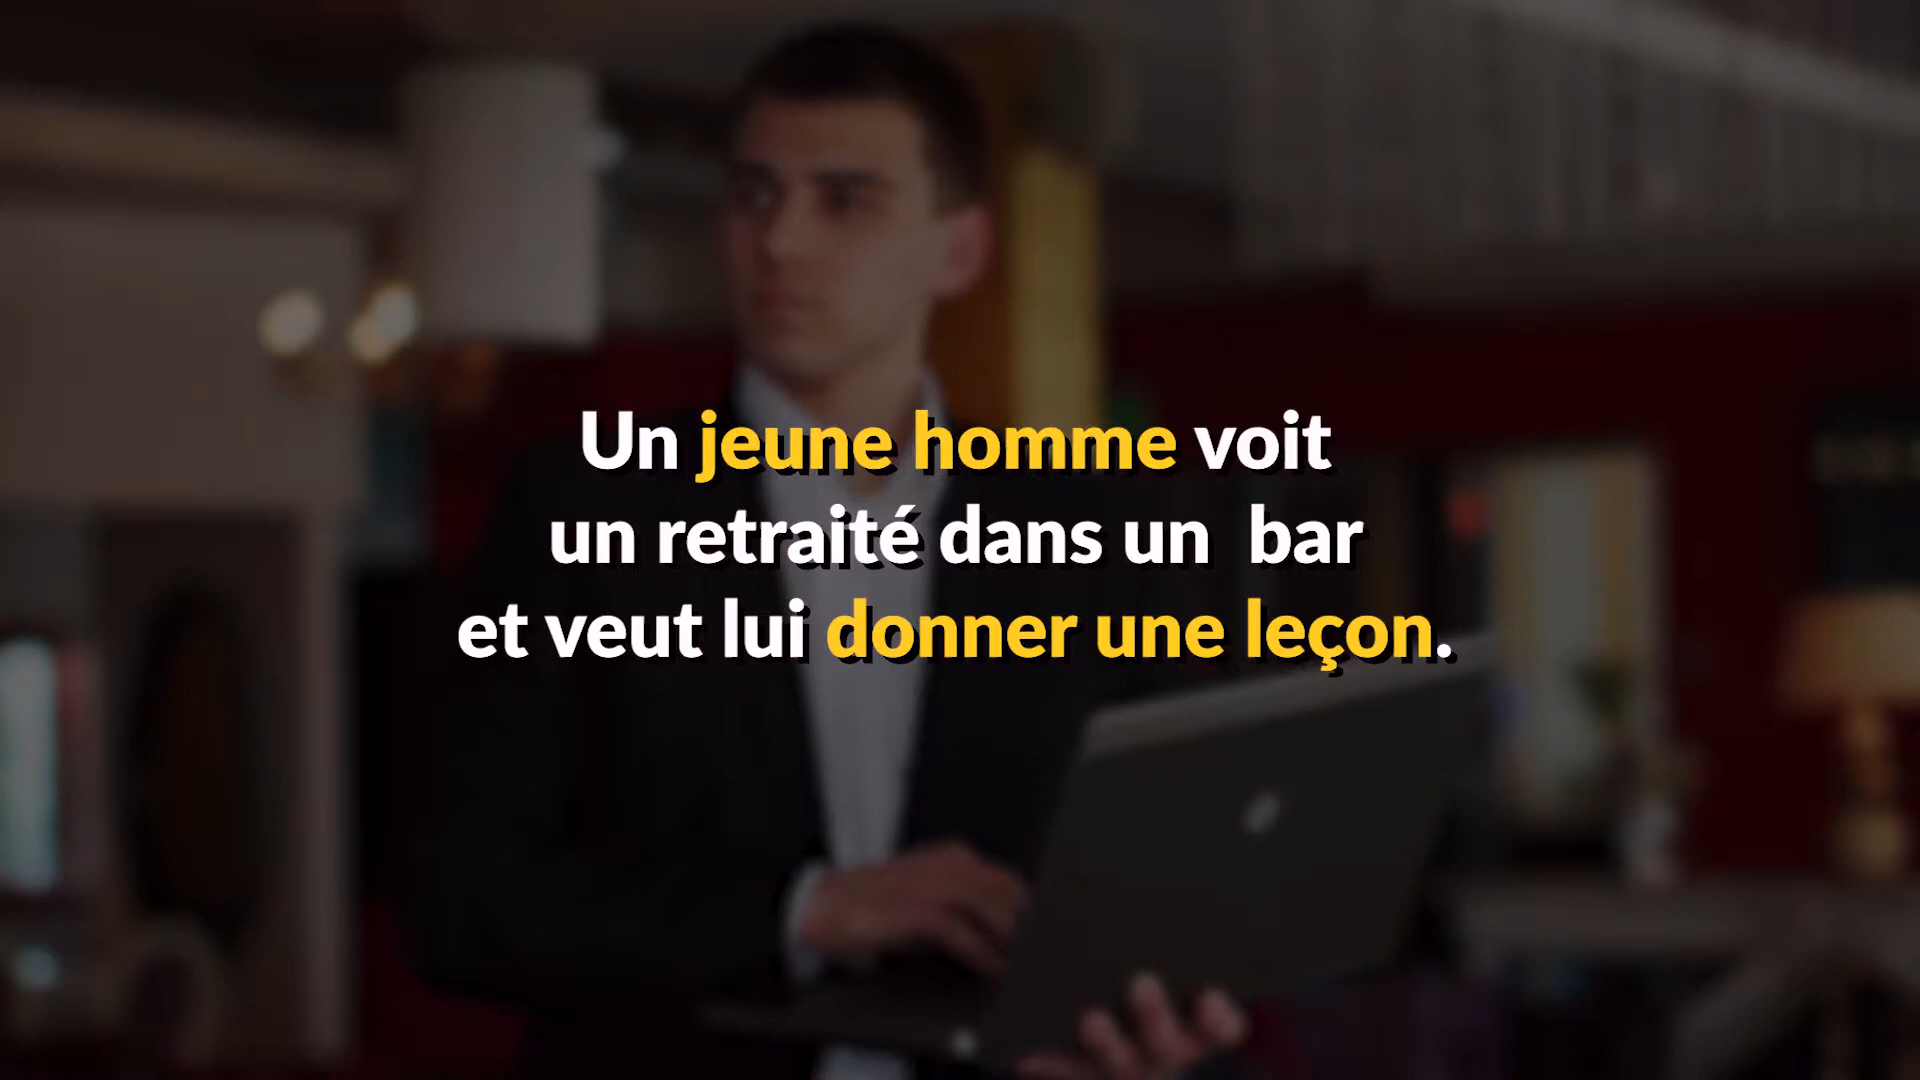 Un jeune homme voit
un retraité dans un bar
et veut lui donner une leçon.